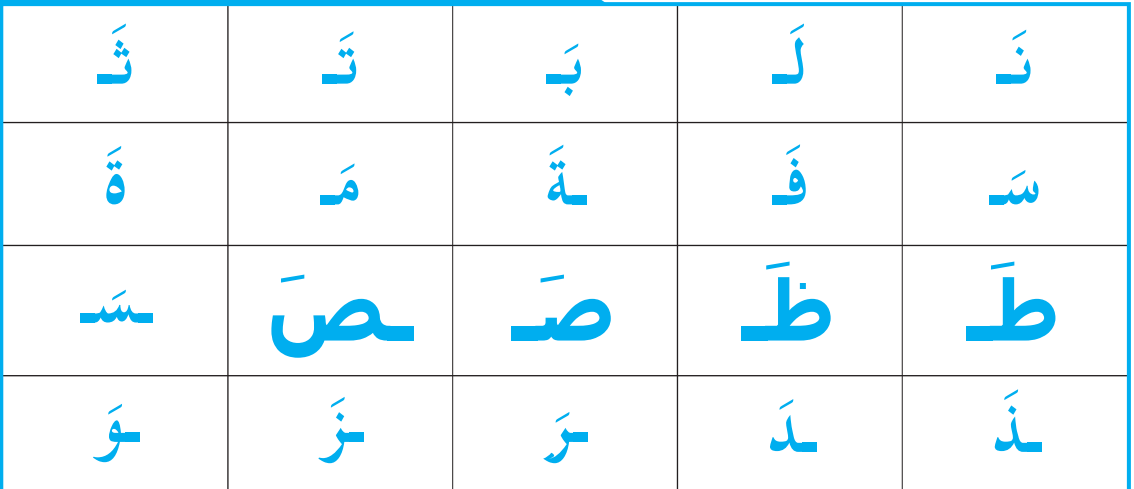 نَـ لَـ بَـ تَـ ثَـ
سَـ فَـ ـةَ مَـ ةَ
طَـ ظَـ صَـ ـصَ ـسَـ
ـذَ ـدَ ـرَ ـزَ ـوَ